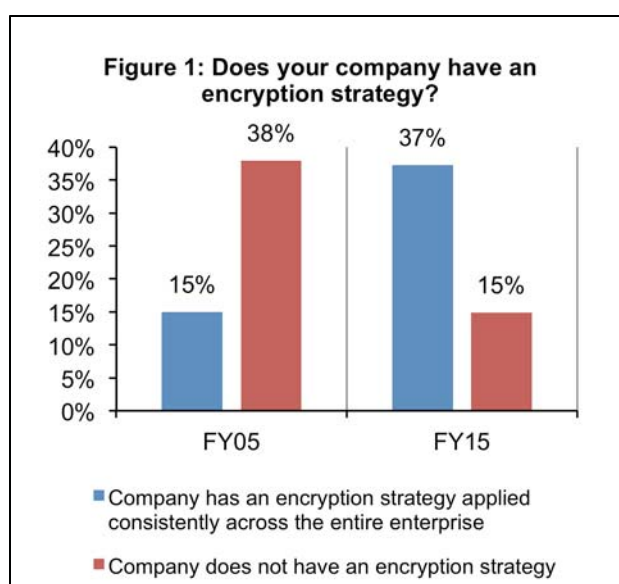 Figure 1: Does your company have an
encryption strategy?
40%
35%
30%
25%
20%
15%
10%
5%
0%
15%
38%
37%
15%
FY05
FY15
Company has an encryption strategy applied
consistently across the entire enterprise
Company does not have an encryption strategy